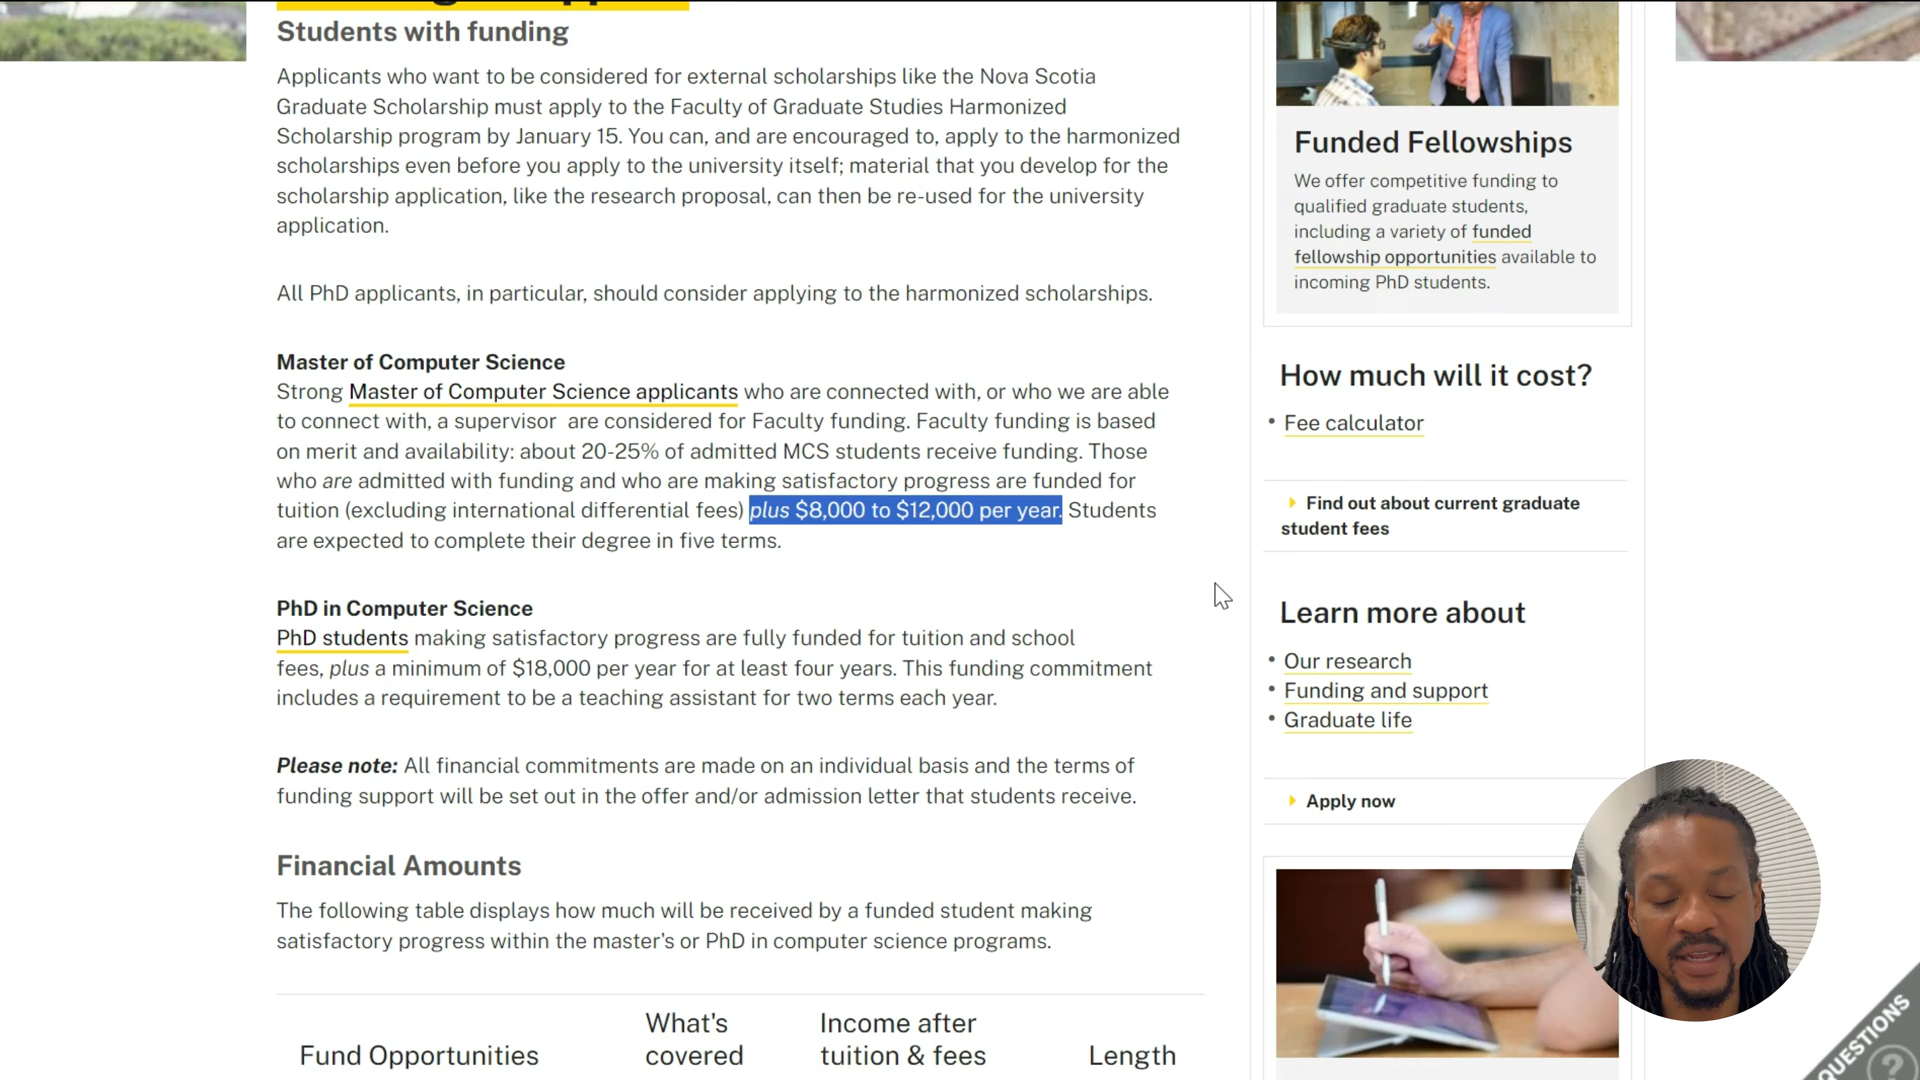 Students with funding
Applicants who want to be considered for external scholarships like the Nova Scotia
Graduate Scholarship must apply to the Faculty of Graduate Studies Harmonized
Scholarship program by January 15. You can, and are encouraged to, apply to the harmonized
scholarships even before you apply to the university itself; material that you develop for the
scholarship application, like the research proposal, can then be re-used for the university
application.
All PhD applicants, in particular, should consider applying to the harmonized scholarships.
Master of Computer Science
Strong Master of Computer Science applicants who are connected with, or who we are able
to connect with, a supervisor are considered for Faculty funding. Faculty funding is based
on merit and availability: about 20-25% of admitted MCS students receive funding. Those
who are admitted with funding and who are making satisfactory progress are funded for
tuition (excluding international differential fees) plus $8,000 to $12,000 per year. Students
are expected to complete their degree in five terms.
PhD in Computer Science
PhD students making satisfactory progress are fully funded for tuition and school
fees, plus a minimum of $18,000 per year for at least four years. This funding commitment
includes a requirement to be a teaching assistant for two terms each year.
Please note: All financial commitments are made on an individual basis and the terms of
funding support will be set out in the offer and/or admission letter that students receive.
Financial Amounts
The following table displays how much will be received by a funded student making
satisfactory progress within the master's or PhD in computer science programs.
Fund Opportunities
What's
covered
Income after
tuition & fees
Length
Funded Fellowships
We offer competitive funding to
qualified graduate students,
including a variety of funded
fellowship opportunities available to
incoming PhD students.
How much will it cost?
• Fee calculator
Find out about current graduate
student fees
Learn more about
• Our research
• Funding and support
• Graduate life
Apply now
QUESTIONS
?